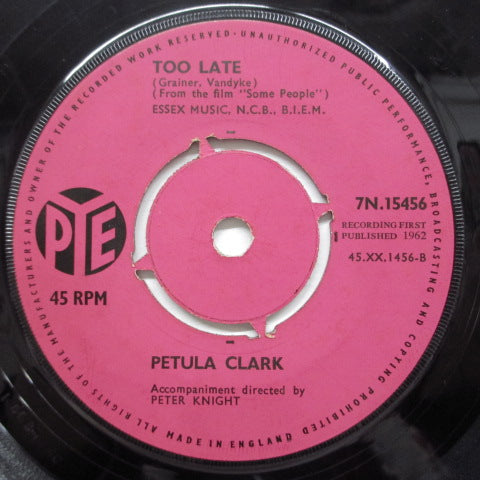 TOO LATE
(Grainer, Vandyke)
(From the film "Some People")
ESSEX MUSIC, N.C.B., B.I.E.M.
PYE
45 RPM
7N.15456
RECORDING FIRST
PUBLISHED 1962
45.XX.1456-B
PETULA CLARK
Accompaniment directed by
PETER KNIGHT
ALL RIGHTS OF THE MANUFACTURERS AND OWNER OF THE RECORDED WORK RESERVED · UNAUTHORIZED PUBLIC PERFORMANCE, BROADCASTING AND COPYING PROHIBITED
MADE IN ENGLAND